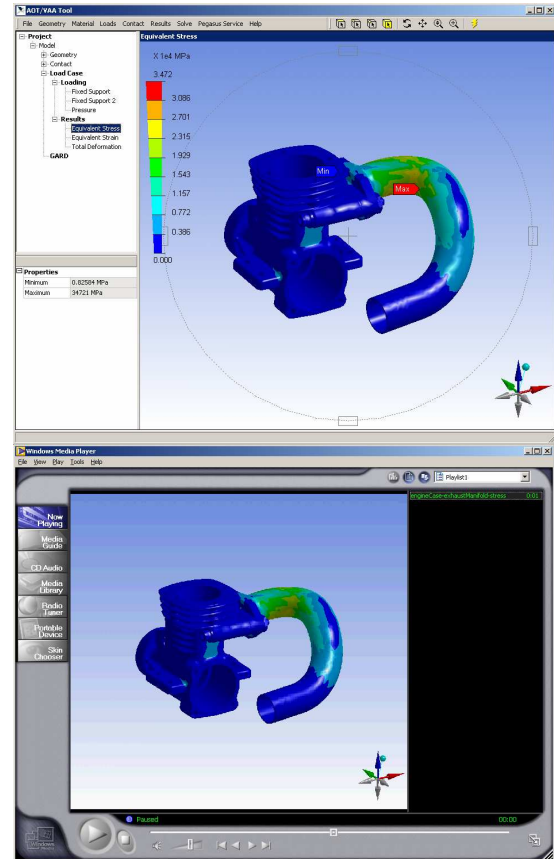 AOT/VAA Tool
File Geometry Material Loads Contact Results Solve Pegasus Service Help
Project
Model
Geometry
Contact
Load Case
Loading
Fixed Support
Fixed Support 2
Pressure
Results
Equivalent Stress
Equivalent Strain
Total Deformation
GARD
Properties
Minimum 0.82584 MPa
Maximum 34721 MPa
Equivalent Stress
X 1e4 MPa
3.472
3.086
2.701
2.315
1.929
1.543
1.157
0.772
0.386
0.000
Min
Max
Windows Media Player
File View Play Tools Help
Playlist1
Now
Playing
Media
Guide
CD Audio
Media
Library
Radio
Tuner
Portable
Device
Skin
Chooser
engineCase-exhaustManifold-stress 0:01
Paused 00:00
Windows